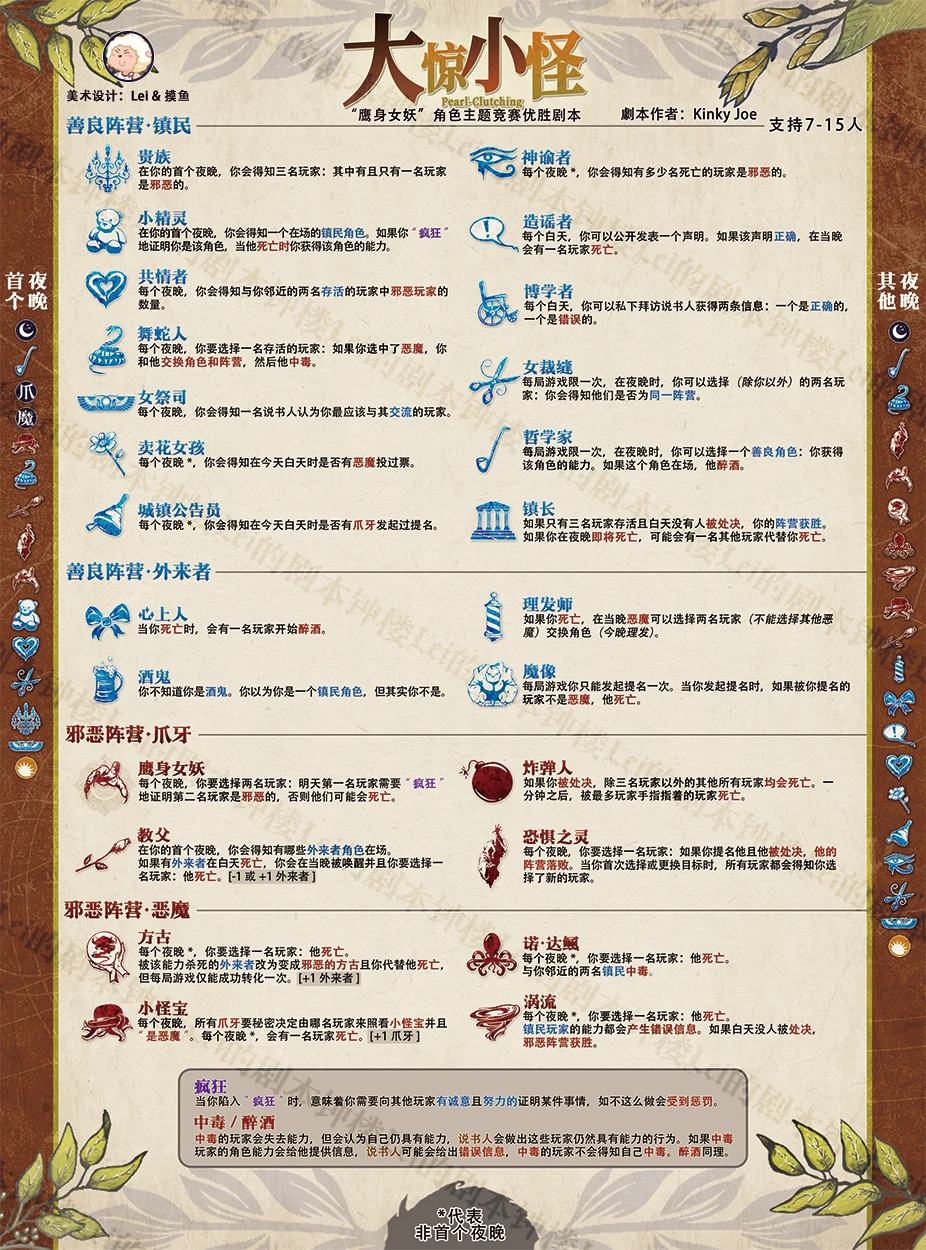 大惊小怪
Pearl-Clutching
美术设计：Lei & 摸鱼
“鹰身女妖”角色主题竞赛优胜剧本
劇本作者：Kinky Joe
支持7-15人
善良阵营·镇民
贵族
在你的首个夜晚，你会得知三名玩家：其中有且只有一名玩家
是邪恶的。
小精灵
在你的首个夜晚，你会得知一个在场的镇民角色。如果你“疯狂”
地证明你是该角色，当他死亡时你获得该角色的能力。
共情者
每个夜晚，你会得知与你邻近的两名存活的玩家中邪恶玩家的
数量。
舞蛇人
每个夜晚，你要选择一名存活的玩家：如果你选中了恶魔，你
和他交换角色和阵营，然后他中毒。
女祭司
每个夜晚，你会得知一名说书人认为你最应该与其交流的玩家。
卖花女孩
每个夜晚*，你会得知在今天白天时是否有恶魔投过票。
城镇公告员
每个夜晚*，你会得知在今天白天时是否有爪牙发起过提名。
神谕者
每个夜晚*，你会得知有多少名死亡的玩家是邪恶的。
造谣者
每个白天，你可以公开发表一个声明。如果该声明正确，在当晚
会有一名玩家死亡。
博学者
每个白天，你可以私下拜访说书人获得两条信息：一个是正确的，
一个是错误的。
女裁缝
每局游戏限一次，在夜晚时，你可以选择（除你以外）的两名玩
家：你会得知他们是否为同一阵营。
哲学家
每局游戏限一次，在夜晚时，你可以选择一个善良角色：你获得
该角色的能力。如果这个角色在场，他醉酒。
镇长
如果只有三名玩家存活且白天没有人被处决，你的阵营获胜。
如果你在夜晚即将死亡，可能会有一名其他玩家代替你死亡。
善良阵营·外来者
心上人
当你死亡时，会有一名玩家开始醉酒。
酒鬼
你不知道你是酒鬼。你以为你是一个镇民角色，但其实你不是。
理发师
如果你死亡，在当晚恶魔可以选择两名玩家（不能选择其他恶
魔）交换角色（今晚理发）。
魔像
每局游戏你只能发起提名一次。当你发起提名时，如果被你提名的
玩家不是恶魔，他死亡。
邪恶阵营·爪牙
鹰身女妖
每个夜晚，你要选择两名玩家：明天第一名玩家需要“疯狂”
地证明第二名玩家是邪恶的，否则他们可能会死亡。
教父
在你的首个夜晚，你会得知有哪些外来者角色在场。
如果有外来者在白天死亡，你会在当晚被唤醒并且你要选择一
名玩家：他死亡。[-1 或 +1 外来者]
炸弹人
如果你被处决，除三名玩家以外的其他所有玩家均会死亡。一
分钟之后，被最多玩家手指指着的玩家死亡。
恐惧之灵
每个夜晚，你要选择一名玩家：如果你提名他且他被处决，他的
阵营落败。当你首次选择或更换目标时，所有玩家都会得知你选
择了新的玩家。
邪恶阵营·恶魔
方古
每个夜晚*，你要选择一名玩家：他死亡。
被该能力杀死的外来者改为变成邪恶的方古且你代替他死亡，
但每局游戏仅能成功转化一次。[+1 外来者]
小怪宝
每个夜晚，所有爪牙要秘密决定由哪名玩家来照看小怪宝并且
“是恶魔”。每个夜晚*，会有一名玩家死亡。[+1 爪牙]
诺·达鲺
每个夜晚*，你要选择一名玩家：他死亡。
与你邻近的两名镇民中毒。
涡流
每个夜晚*，你要选择一名玩家：他死亡。
镇民玩家的能力都会产生错误信息。如果白天没人被处决，
邪恶阵营获胜。
首个夜晚
爪
魔
其他夜晚
疯狂
当你陷入“疯狂”时，意味着你需要向其他玩家有诚意且努力的证明某件事情，如不这么做会受到惩罚。
中毒 / 醉酒
中毒的玩家会失去能力，但会认为自己仍具有能力，说书人会做出这些玩家仍然具有能力的行为。如果中毒
玩家的角色能力会给他提供信息，说书人可能会给出错误信息，中毒的玩家不会得知自己中毒。醉酒同理。
*代表
非首个夜晚